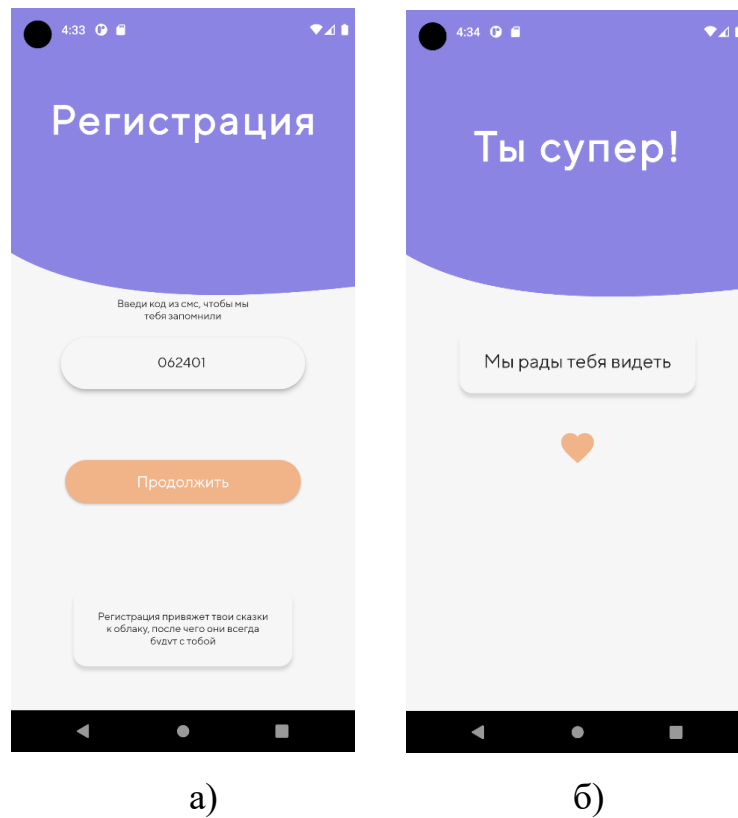 4:33
Регистрация
Введи код из смс, чтобы мы
тебя запомнили
062401
Продолжить
Регистрация привяжет твои сказки
к облаку, после чего они всегда
будут с тобой
а)
4:34
Ты супер!
Мы рады тебя видеть
б)